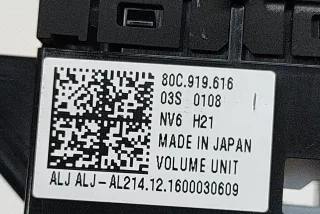 80C.919.616
03S 0108
NV6 H21
MADE IN JAPAN
VOLUME UNIT
ALJ ALJ-AL214.12.1600030609